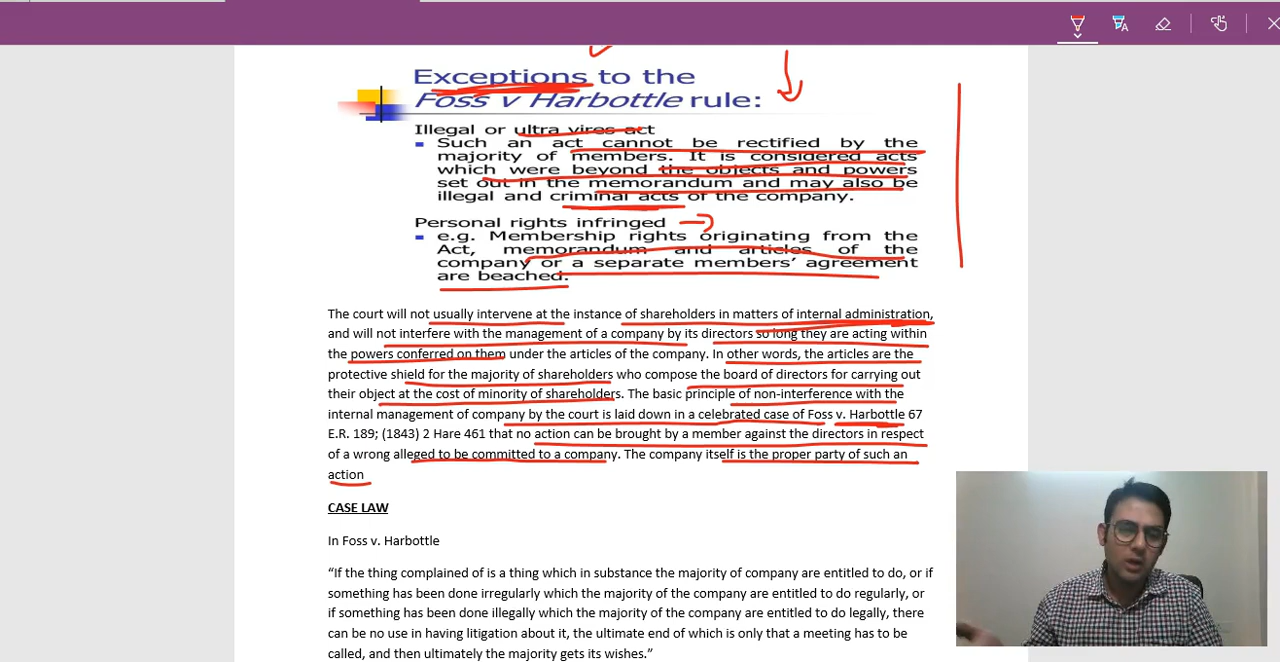 Exceptions to the
Foss v Harbottle rule:
Illegal or ultra vires act
Such an act cannot be rectified by the
majority of members. It is considered acts
which were beyond the objects and powers
set out in the memorandum and may also be
illegal and criminal acts of the company.
Personal rights infringed
e.g. Membership rights originating from the
Act, memorandum and articles of the
company or a separate members' agreement
are beached.
The court will not usually intervene at the instance of shareholders in matters of internal administration,
and will not interfere with the management of a company by its directors so long they are acting within
the powers conferred on them under the articles of the company. In other words, the articles are the
protective shield for the majority of shareholders who compose the board of directors for carrying out
their object at the cost of minority of shareholders. The basic principle of non-interference with the
internal management of company by the court is laid down in a celebrated case of Foss v. Harbottle 67
E.R. 189; (1843) 2 Hare 461 that no action can be brought by a member against the directors in respect
of a wrong alleged to be committed to a company. The company itself is the proper party of such an
action
CASE LAW
In Foss v. Harbottle
“If the thing complained of is a thing which in substance the majority of company are entitled to do, or if
something has been done irregularly which the majority of the company are entitled to do regularly, or
if something has been done illegally which the majority of the company are entitled to do legally, there
can be no use in having litigation about it, the ultimate end of which is only that a meeting has to be
called, and then ultimately the majority gets its wishes.”